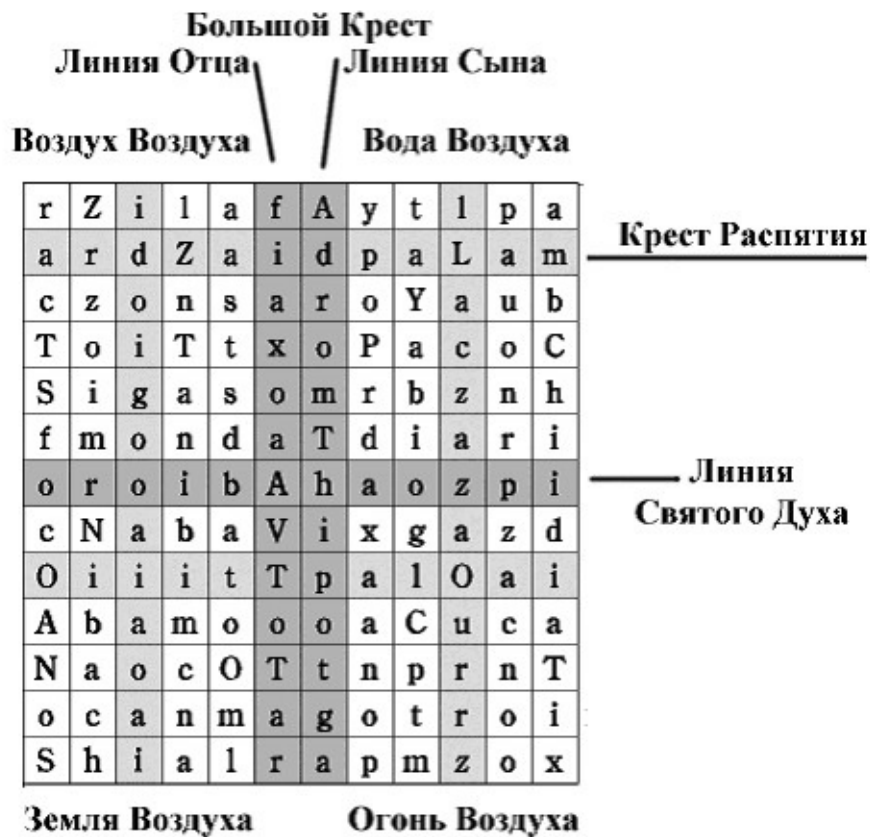 Большой Крест
Линия Отца Линия Сына
Воздух Воздуха Вода Воздуха
r Z i l a f A y t l p a
a r d Z a i d p a L a m
Крест Распятия
c z o n s a r o Y a u b
T o i T t x o P a c o C
S i g a s o m r b z n h
f m o n d a T d i a r i
o r o i b A h a o z p i
Линия
Святого Духа
c N a b a V i x g a z d
O i i i t T p a l O a i
A b a m o o o a C u c a
N a o c O T t n p r n T
o c a n m a g o t r o i
S h i a l r a p m z o x
Земля Воздуха Огонь Воздуха